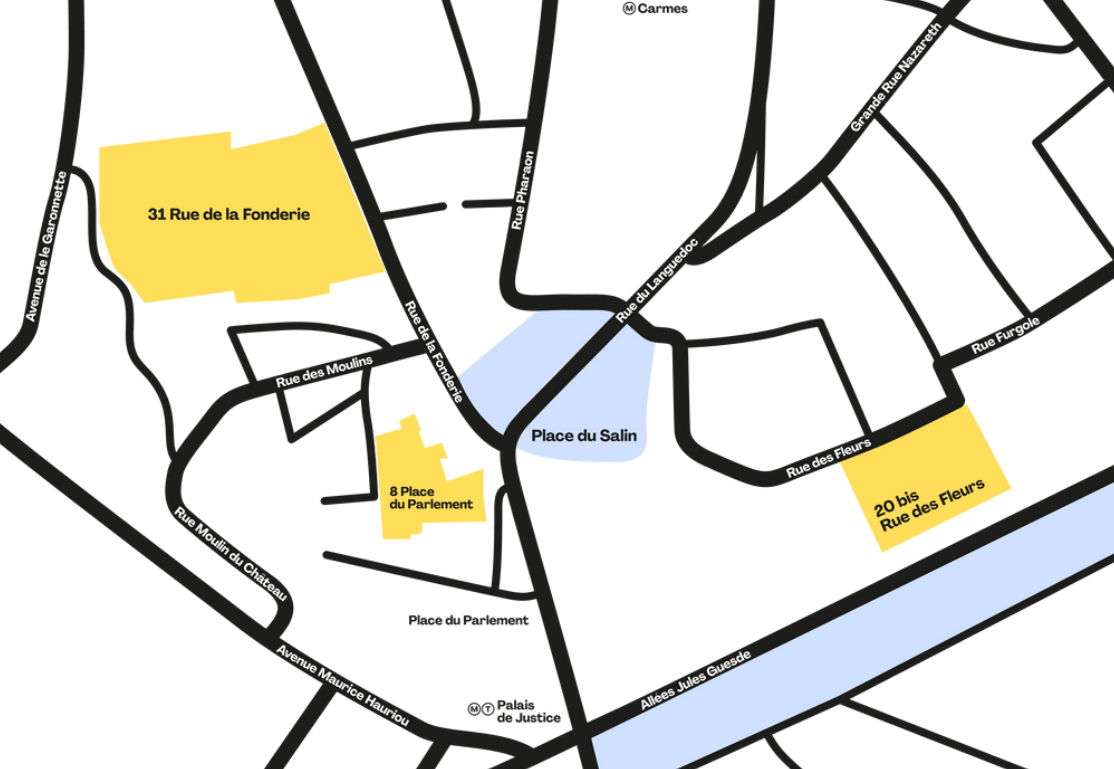 Ⓜ Carmes
Grande Rue Nazareth
Avenue de le Garonnette
31 Rue de la Fonderie
Rue Pharaon
Rue du Languedoc
Rue de la Fonderie
Rue Furgole
Rue des Moulins
Place du Salin
Rue des Fleurs
8 Place
du Parlement
20 bis
Rue des Fleurs
Rue Moulin du Château
Place du Parlement
Avenue Maurice Hauriou
Allées Jules Guesde
Ⓜ Ⓣ Palais
de Justice